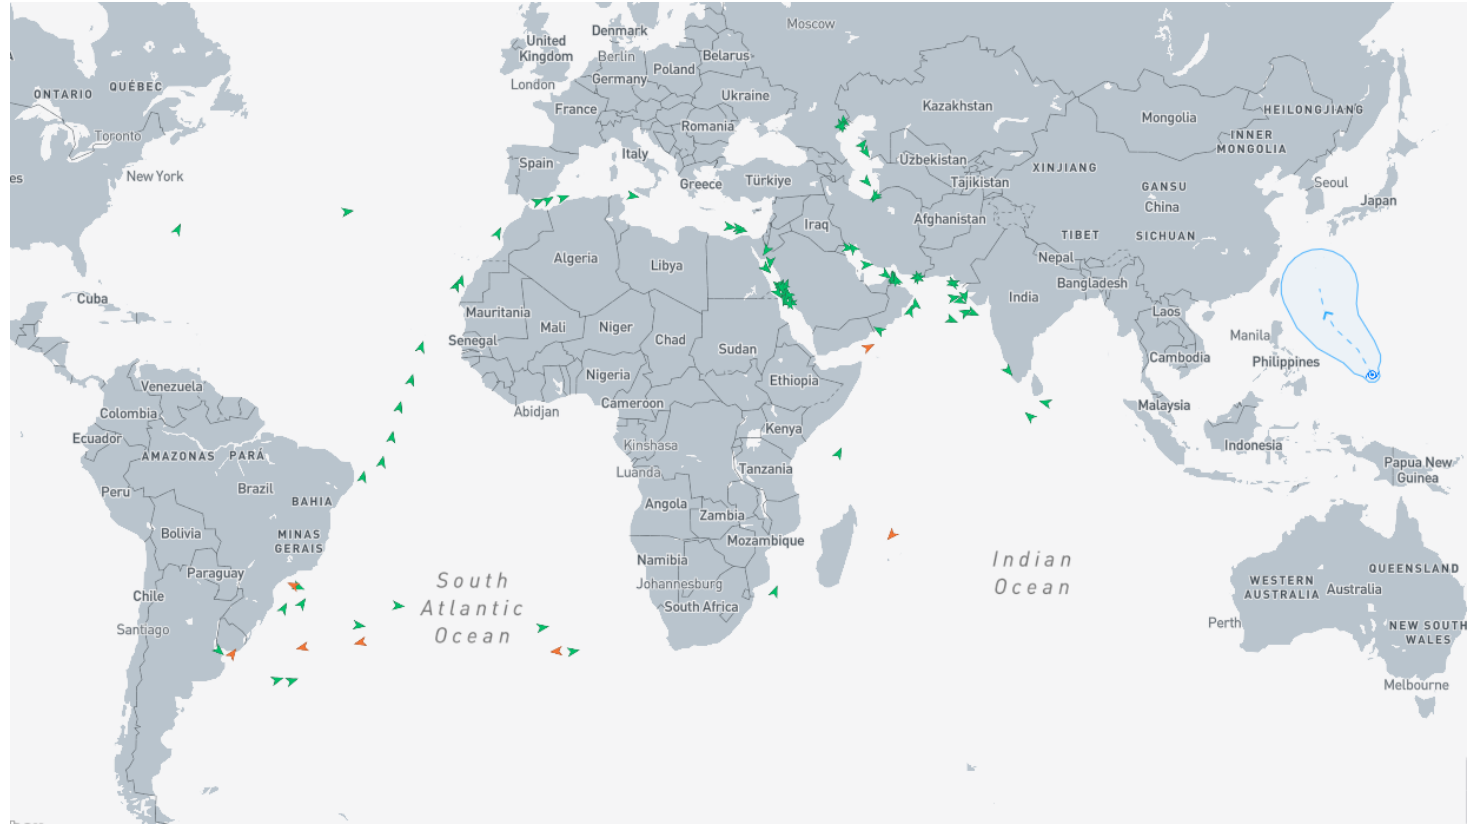 Moscow
Denmark
United
Kingdom
Berlin
Belarus
London
Germany
Poland
Ukraine
France
Romania
Kazakhstan
Mongolia
HEILONGJIANG
INNER
MONGOLIA
ONTARIO
QUÉBEC
Toronto
New York
es
Spain
Italy
Greece
Türkiye
Uzbekistan
Tajikistan
XINJIANG
GANSU
China
Seoul
Japan
Iraq
Afghanistan
TIBET
SICHUAN
Nepal
Algeria
Libya
Bangladesh
India
Laos
Cuba
Mauritania
Mali
Niger
Chad
Sudan
Senegal
Manila
Philippines
Cambodia
Nigeria
Ethiopia
Venezuela
Colombia
Abidjan
Cameroon
Malaysia
Ecuador
AMAZONAS
PARÁ
Kinshasa
Kenya
Indonesia
Luanda
Tanzania
Papua New
Guinea
Peru
Brazil
BAHIA
Angola
Zambia
Bolivia
MINAS
GERAIS
Mozambique
Namibia
Paraguay
Johannesburg
Chile
South Africa
Santiago
South
Atlantic
Ocean
Indian
Ocean
QUEENSLAND
WESTERN
AUSTRALIA
Australia
Perth
NEW SOUTH
WALES
Melbourne